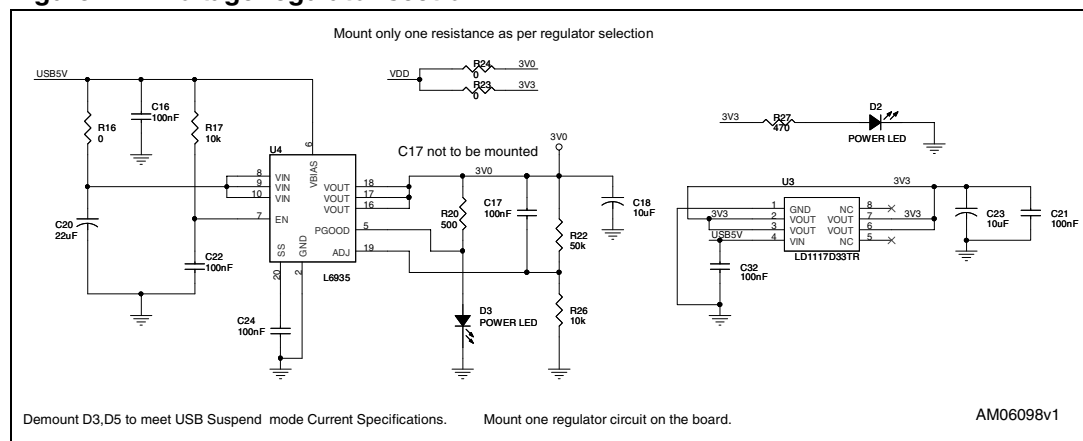 Mount only one resistance as per regulator selection
USB5V
VDD
R24
0
3V0
R23
0
3V3
C16
100nF
R16
0
R17
10k
3V3
R27
470
D2
POWER LED
U4
6
VBIAS
3V0
C17 not to be mounted
3V0
8
VIN
9
VIN
10
VIN
VOUT
18
VOUT
17
VOUT
16
7
EN
PGOOD
5
ADJ
19
SS
GND
20
2
L6935
C20
22uF
C22
100nF
R20
500
C17
100nF
R22
50k
C18
10uF
U3
3V3
1
GND
NC
8
3V3
2
VOUT
VOUT
7
3V3
3
VOUT
VOUT
6
USB5V
4
VIN
NC
5
LD1117D33TR
C23
10uF
C21
100nF
C32
100nF
C24
100nF
D3
POWER LED
R26
10k
Demount D3,D5 to meet USB Suspend mode Current Specifications.
Mount one regulator circuit on the board.
AM06098v1